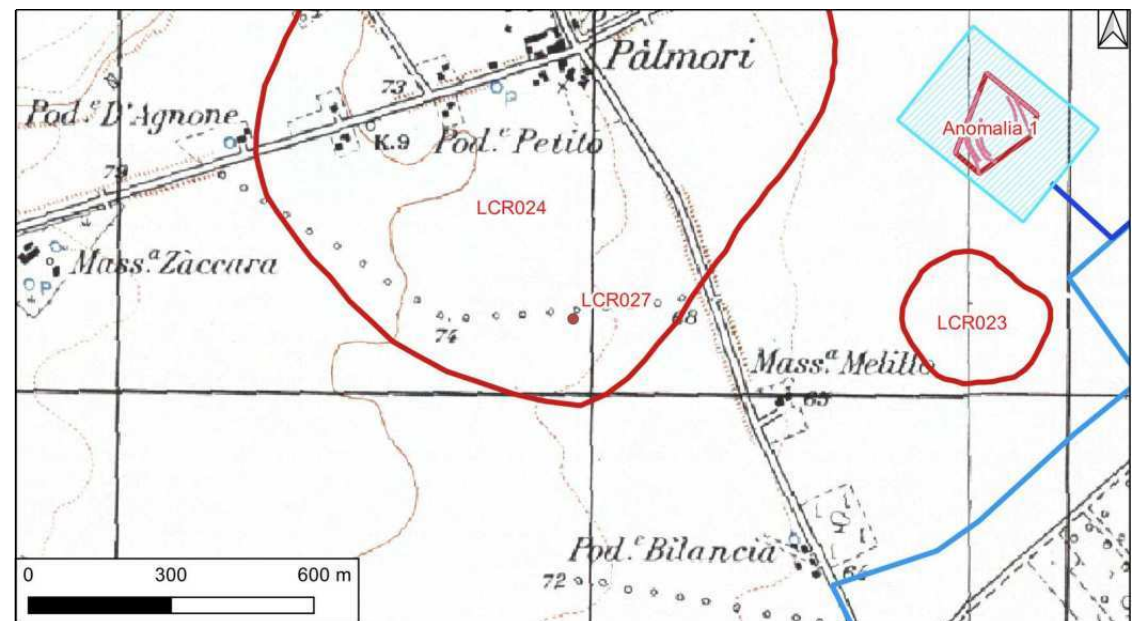 Pàlmori
73
Pod.ᵉ D'Agnone
P
K.9
Pod.ᵉ Petito
79
Anomalia 1
LCR024
Mass.ᵃ Zàccara
P
LCR027
74
68
LCR023
Mass.ᵃ Melillo
65
Pod.ᵉ Bilancia
72
0 300 600 m